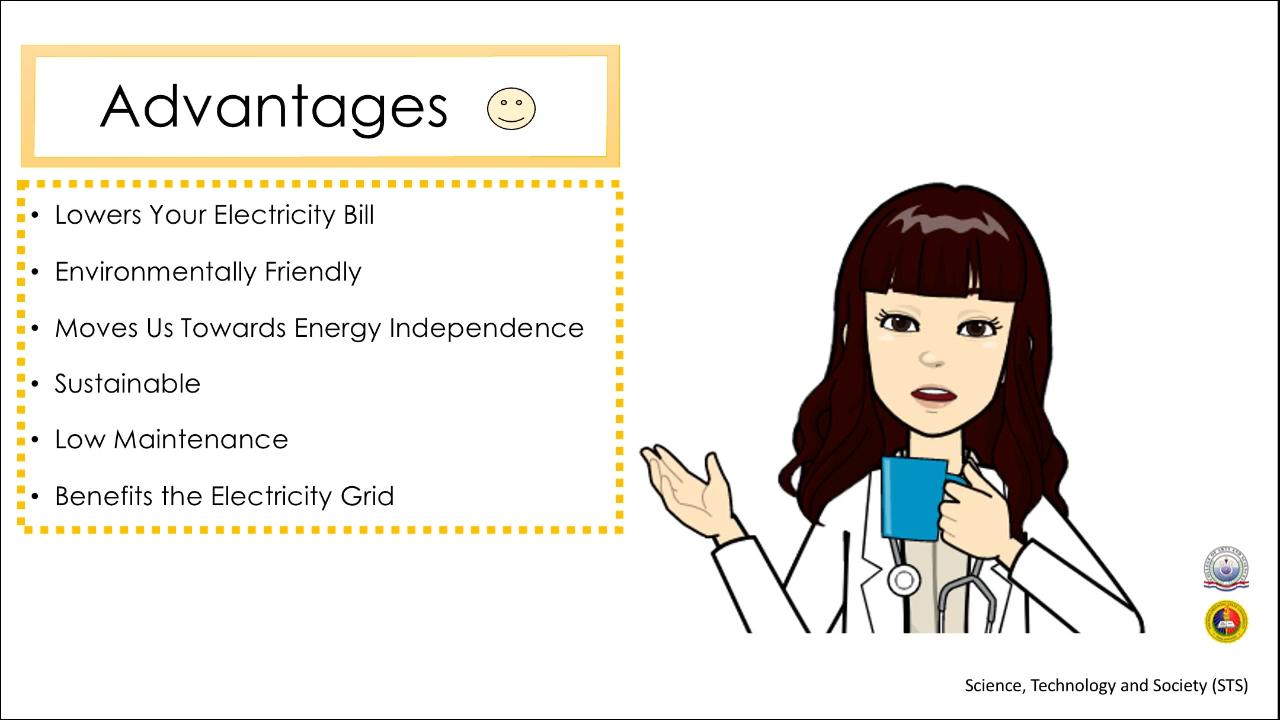 Advantages
• Lowers Your Electricity Bill
• Environmentally Friendly
• Moves Us Towards Energy Independence
• Sustainable
• Low Maintenance
• Benefits the Electricity Grid
Science, Technology and Society (STS)